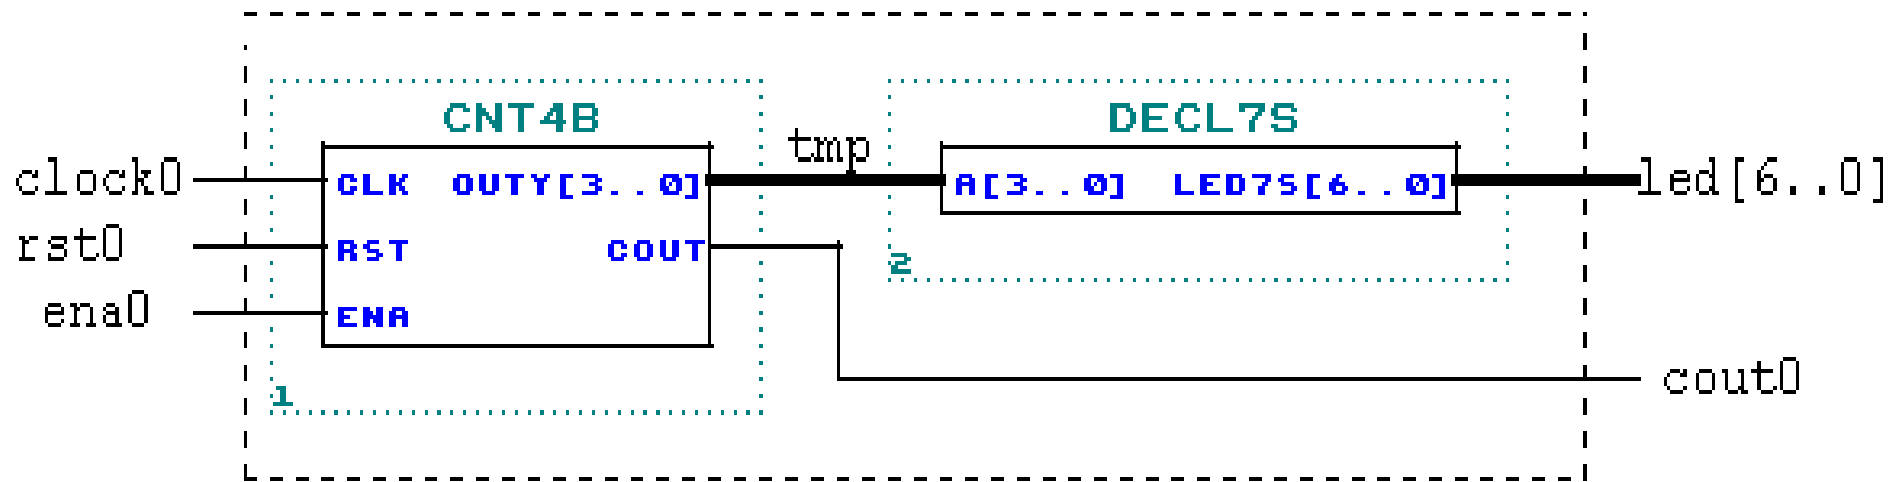 CNT4B
DECL7S
tmp
clock0
CLK OUTY[3..0]
A[3..0] LED7S[6..0]
led[6..0]
rst0
RST COUT
ena0
ENA
2
1
cout0